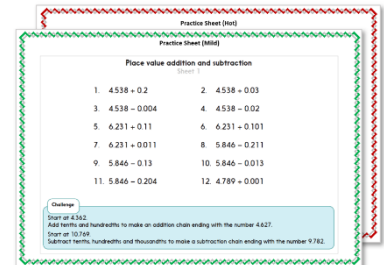 Practice Sheet (Hot)
Practice Sheet (Mild)
Place value addition and subtraction
Sheet 1
1. 4.538 + 0.2 2. 4.538 + 0.03
3. 4.538 – 0.004 4. 4.538 – 0.02
5. 6.231 + 0.11 6. 6.231 + 0.101
7. 6.231 + 0.011 8. 5.846 – 0.211
9. 5.846 – 0.13 10. 5.846 – 0.013
11. 5.846 – 0.204 12. 4.789 + 0.001
Challenge
Start at 4.362.
Add tenths and hundredths to make an addition chain ending with the number 4.627.
Start at 10.769.
Subtract tenths, hundredths and thousandths to make a subtraction chain ending with the number 9.782.